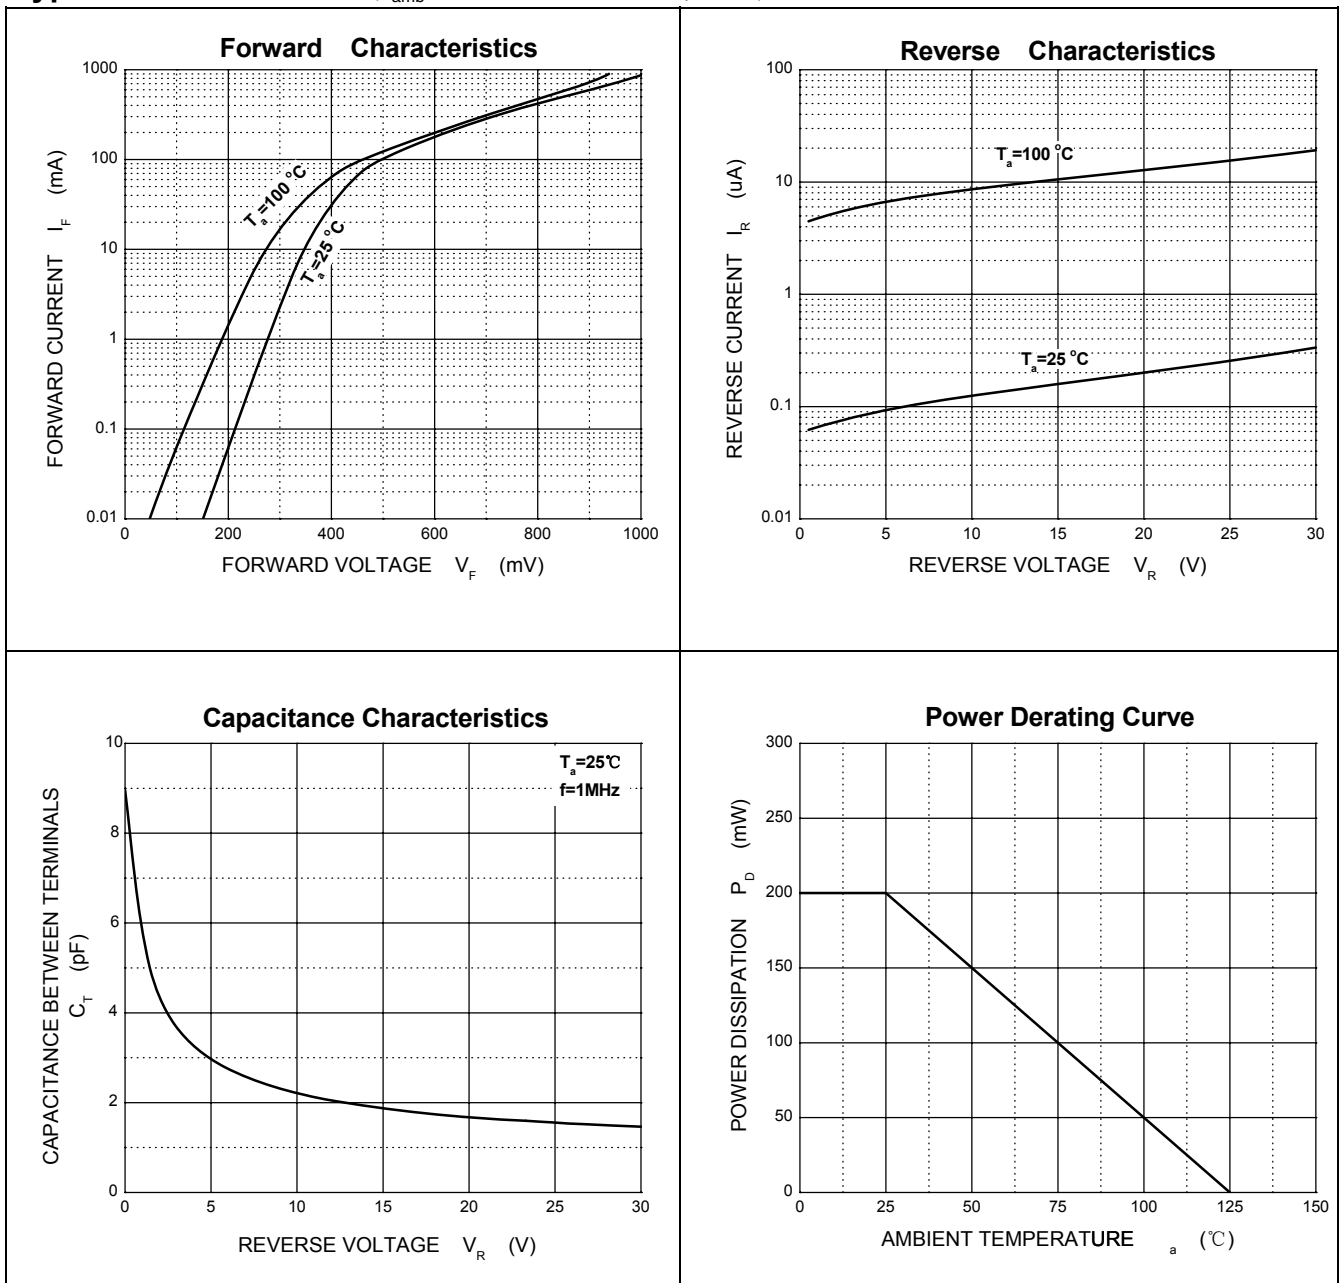 amb
Forward Characteristics
1000
100
10
1
0.1
0.01
0
200
400
600
800
1000
FORWARD CURRENT I_F (mA)
T_a=100 °C
T_a=25 °C
FORWARD VOLTAGE V_F (mV)
Reverse Characteristics
100
10
1
0.1
0.01
0
5
10
15
20
25
30
REVERSE CURRENT I_R (uA)
T_a=100 °C
T_a=25 °C
REVERSE VOLTAGE V_R (V)
Capacitance Characteristics
10
8
6
4
2
0
0
5
10
15
20
25
30
CAPACITANCE BETWEEN TERMINALS
C_T (pF)
T_a=25℃
f=1MHz
REVERSE VOLTAGE V_R (V)
Power Derating Curve
300
250
200
150
100
50
0
0
25
50
75
100
125
150
POWER DISSIPATION P_D (mW)
AMBIENT TEMPERATURE a (℃)